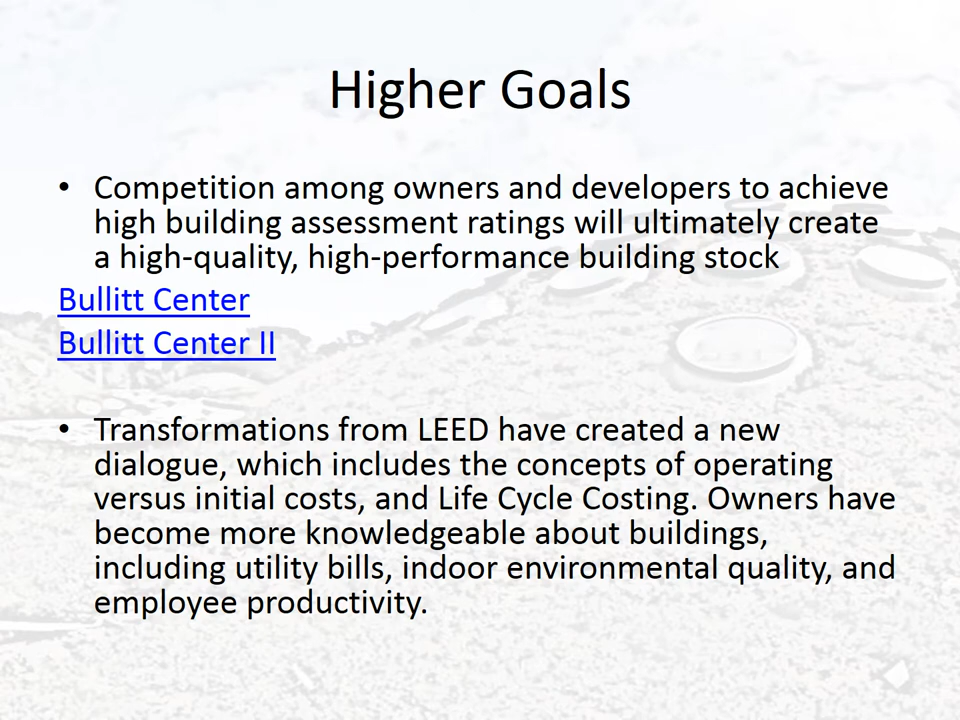 Higher Goals
• Competition among owners and developers to achieve
high building assessment ratings will ultimately create
a high-quality, high-performance building stock
Bullitt Center
Bullitt Center II
• Transformations from LEED have created a new
dialogue, which includes the concepts of operating
versus initial costs, and Life Cycle Costing. Owners have
become more knowledgeable about buildings,
including utility bills, indoor environmental quality, and
employee productivity.